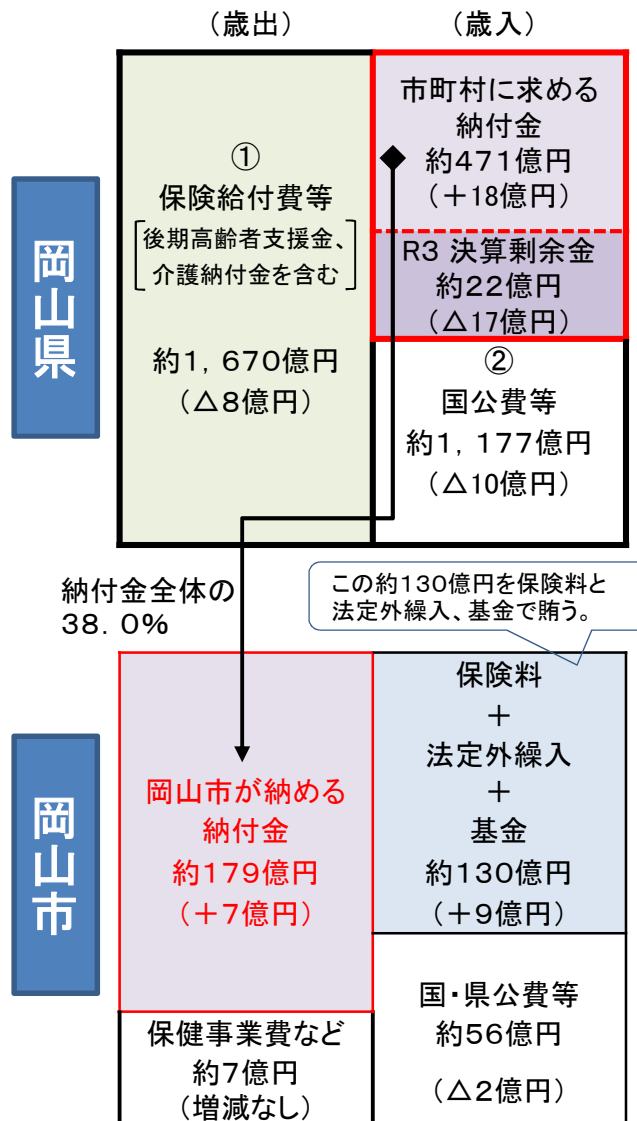 （歳出）
（歳入）
岡山県
①
保険給付費等
後期高齢者支援金、
介護納付金を含む
約1，670億円
（△8億円）
市町村に求める
納付金
約471億円
（＋18億円）
R3 決算剰余金
約22億円
（△17億円）
②
国公費等
約1，177億円
（△10億円）
納付金全体の
38．0％
この約130億円を保険料と
法定外繰入、基金で賄う。
岡山市
岡山市が納める
納付金
約179億円
（＋7億円）
保健事業費など
約7億円
（増減なし）
保険料
＋
法定外繰入
＋
基金
約130億円
（＋9億円）
国・県公費等
約56億円
（△2億円）